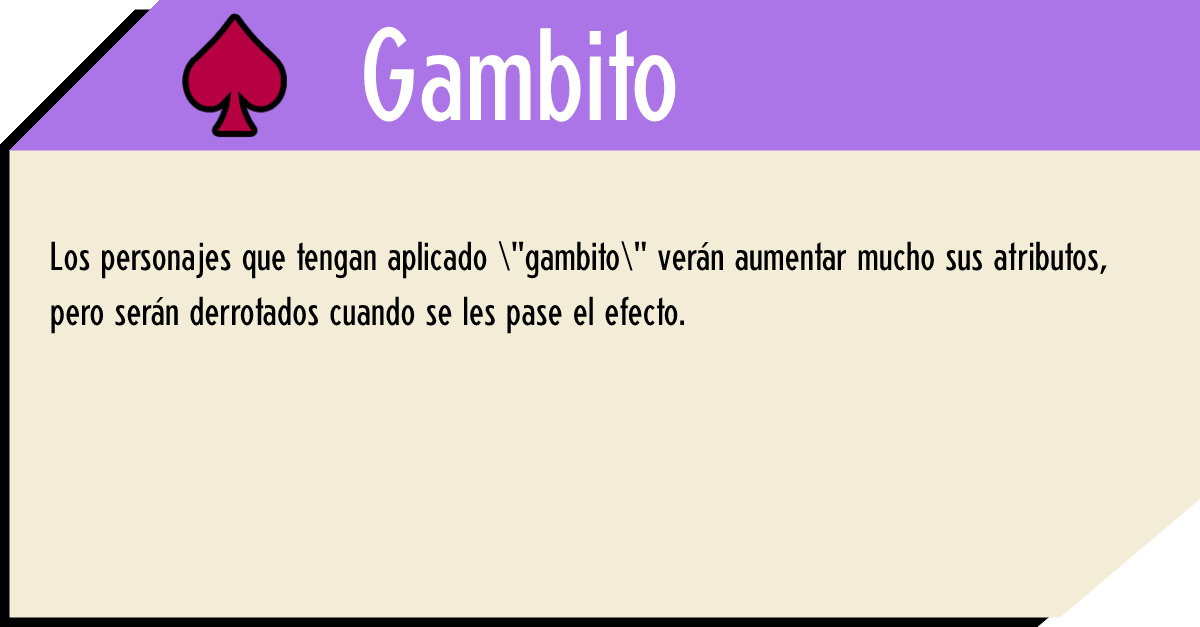 Gambito
Los personajes que tengan aplicado \"gambito\" verán aumentar mucho sus atributos,
pero serán derrotados cuando se les pase el efecto.